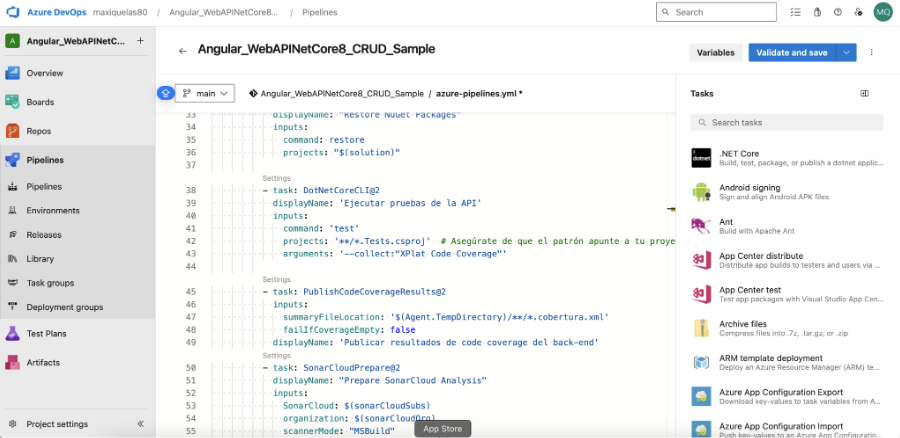 Azure DevOps maxiquelas80 / Angular_WebAPINetCore8... / Pipelines
Search
MQ
A Angular_WebAPINetC... +
Overview
Boards
Repos
Pipelines
Pipelines
Environments
Releases
Library
Task groups
Deployment groups
Test Plans
Artifacts
Project settings
Angular_WebAPINetCore8_CRUD_Sample
Variables
Validate and save
main
Angular_WebAPINetCore8_CRUD_Sample / azure-pipelines.yml *
33 displayName: "Restore NuGet Packages"
34 inputs:
35 command: restore
36 projects: "$(solution)"
37
Settings
38 - task: DotNetCoreCLI@2
39 displayName: 'Ejecutar pruebas de la API'
40 inputs:
41 command: 'test'
42 projects: '**/*.Tests.csproj' # Asegúrate de que el patrón apunte a tu proye
43 arguments: '--collect:"XPlat Code Coverage"'
44
Settings
45 - task: PublishCodeCoverageResults@2
46 inputs:
47 summaryFileLocation: '$(Agent.TempDirectory)/**/*.cobertura.xml'
48 failIfCoverageEmpty: false
49 displayName: 'Publicar resultados de code coverage del back-end'
Settings
50 - task: SonarCloudPrepare@2
51 displayName: "Prepare SonarCloud Analysis"
52 inputs:
53 SonarCloud: $(sonarCloudSubs)
54 organization: $(sonarCloudOrg)
55 scannerMode: "MSBuild"
App Store
Tasks
Search tasks
dotnet
.NET Core
Build, test, package, or publish a dotnet applic...
Android signing
Sign and align Android APK files
Ant
Build with Apache Ant
App Center distribute
Distribute app builds to testers and users via ...
App Center test
Test app packages with Visual Studio App Cen...
Archive files
Compress files into .7z, .tar.gz, or .zip
ARM template deployment
Deploy an Azure Resource Manager (ARM) te...
Azure App Configuration Export
Download key-values to task variables from A...
Azure App Configuration Import
Push key-values to an Azure App Configuration